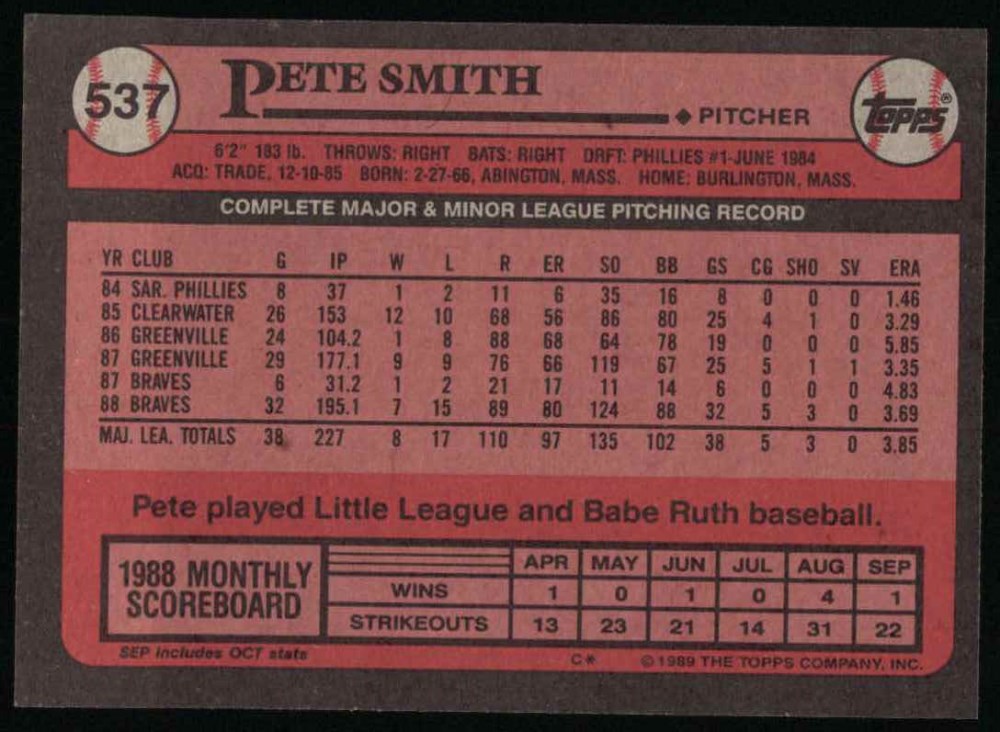 537
PETE SMITH
PITCHER
Topps®
6'2" 183 lb. THROWS: RIGHT BATS: RIGHT DRFT: PHILLIES #1-JUNE 1984
ACQ: TRADE, 12-10-85 BORN: 2-27-66, ABINGTON, MASS. HOME: BURLINGTON, MASS.
COMPLETE MAJOR & MINOR LEAGUE PITCHING RECORD
YR CLUB G IP W L R ER SO BB GS CG SHO SV ERA
84 SAR. PHILLIES 8 37 1 2 11 6 35 16 8 0 0 0 1.46
85 CLEARWATER 26 153 12 10 68 56 86 80 25 4 1 0 3.29
86 GREENVILLE 24 104.2 1 8 88 68 64 78 19 0 0 0 5.85
87 GREENVILLE 29 177.1 9 9 76 66 119 67 25 5 1 1 3.35
87 BRAVES 6 31.2 1 2 21 17 11 14 6 0 0 0 4.83
88 BRAVES 32 195.1 7 15 89 80 124 88 32 5 3 0 3.69
MAJ. LEA. TOTALS 38 227 8 17 110 97 135 102 38 5 3 0 3.85
Pete played Little League and Babe Ruth baseball.
1988 MONTHLY SCOREBOARD
APR MAY JUN JUL AUG SEP
WINS 1 0 1 0 4 1
STRIKEOUTS 13 23 21 14 31 22
SEP includes OCT stats
C* ©1989 THE TOPPS COMPANY, INC.